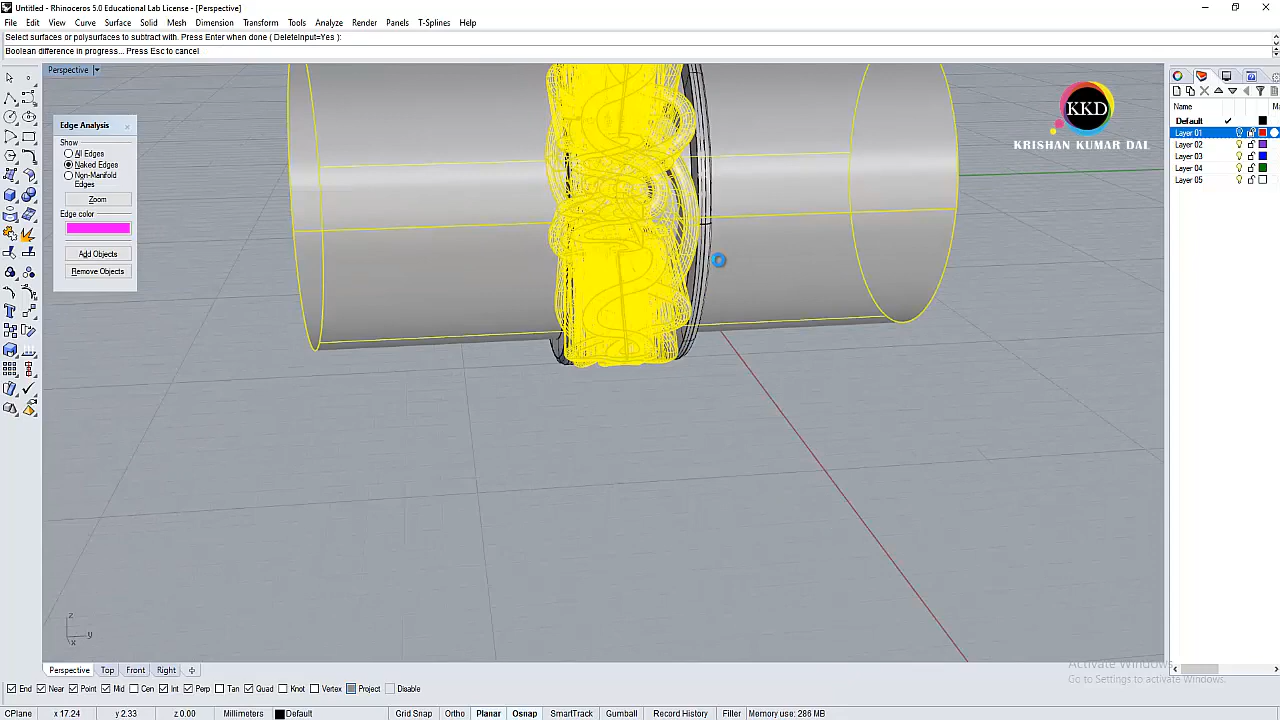 Untitled - Rhinoceros 5.0 Educational Lab License - [Perspective]
File Edit View Curve Surface Solid Mesh Dimension Transform Tools Analyze Render Panels T-Splines Help
Select surfaces or polysurfaces to subtract with. Press Enter when done ( DeleteInput=Yes ):
Boolean difference in progress... Press Esc to cancel
Perspective
Edge Analysis
Show
All Edges
Naked Edges
Non-Manifold
Edges
Zoom
Edge color
Add Objects
Remove Objects
KKD
KRISHAN KUMAR DAL
Name M
Default
Layer 01
Layer 02
Layer 03
Layer 04
Layer 05
z
y
x
Activate Windows
Go to Settings to activate Windows.
Perspective Top Front Right
End Near Point Mid Cen Int Perp Tan Quad Knot Vertex Project Disable
CPlane x 17.24 y 2.33 z 0.00 Millimeters Default Grid Snap Ortho Planar Osnap SmartTrack Gumball Record History Filter Memory use: 286 MB